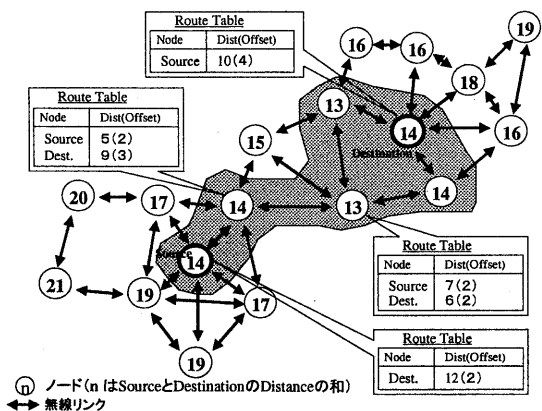 Route Table
Node Dist(Offset)
Source 10(4)
16
16
19
18
Route Table
Node Dist(Offset)
Source 5(2)
Dest. 9(3)
13
14
Destination
16
15
20
17
14
13
14
Source
14
21
19
17
19
Route Table
Node Dist(Offset)
Source 7(2)
Dest. 6(2)
Route Table
Node Dist(Offset)
Dest. 12(2)
n ノード(n はSourceとDestinationのDistanceの和)
無線リンク